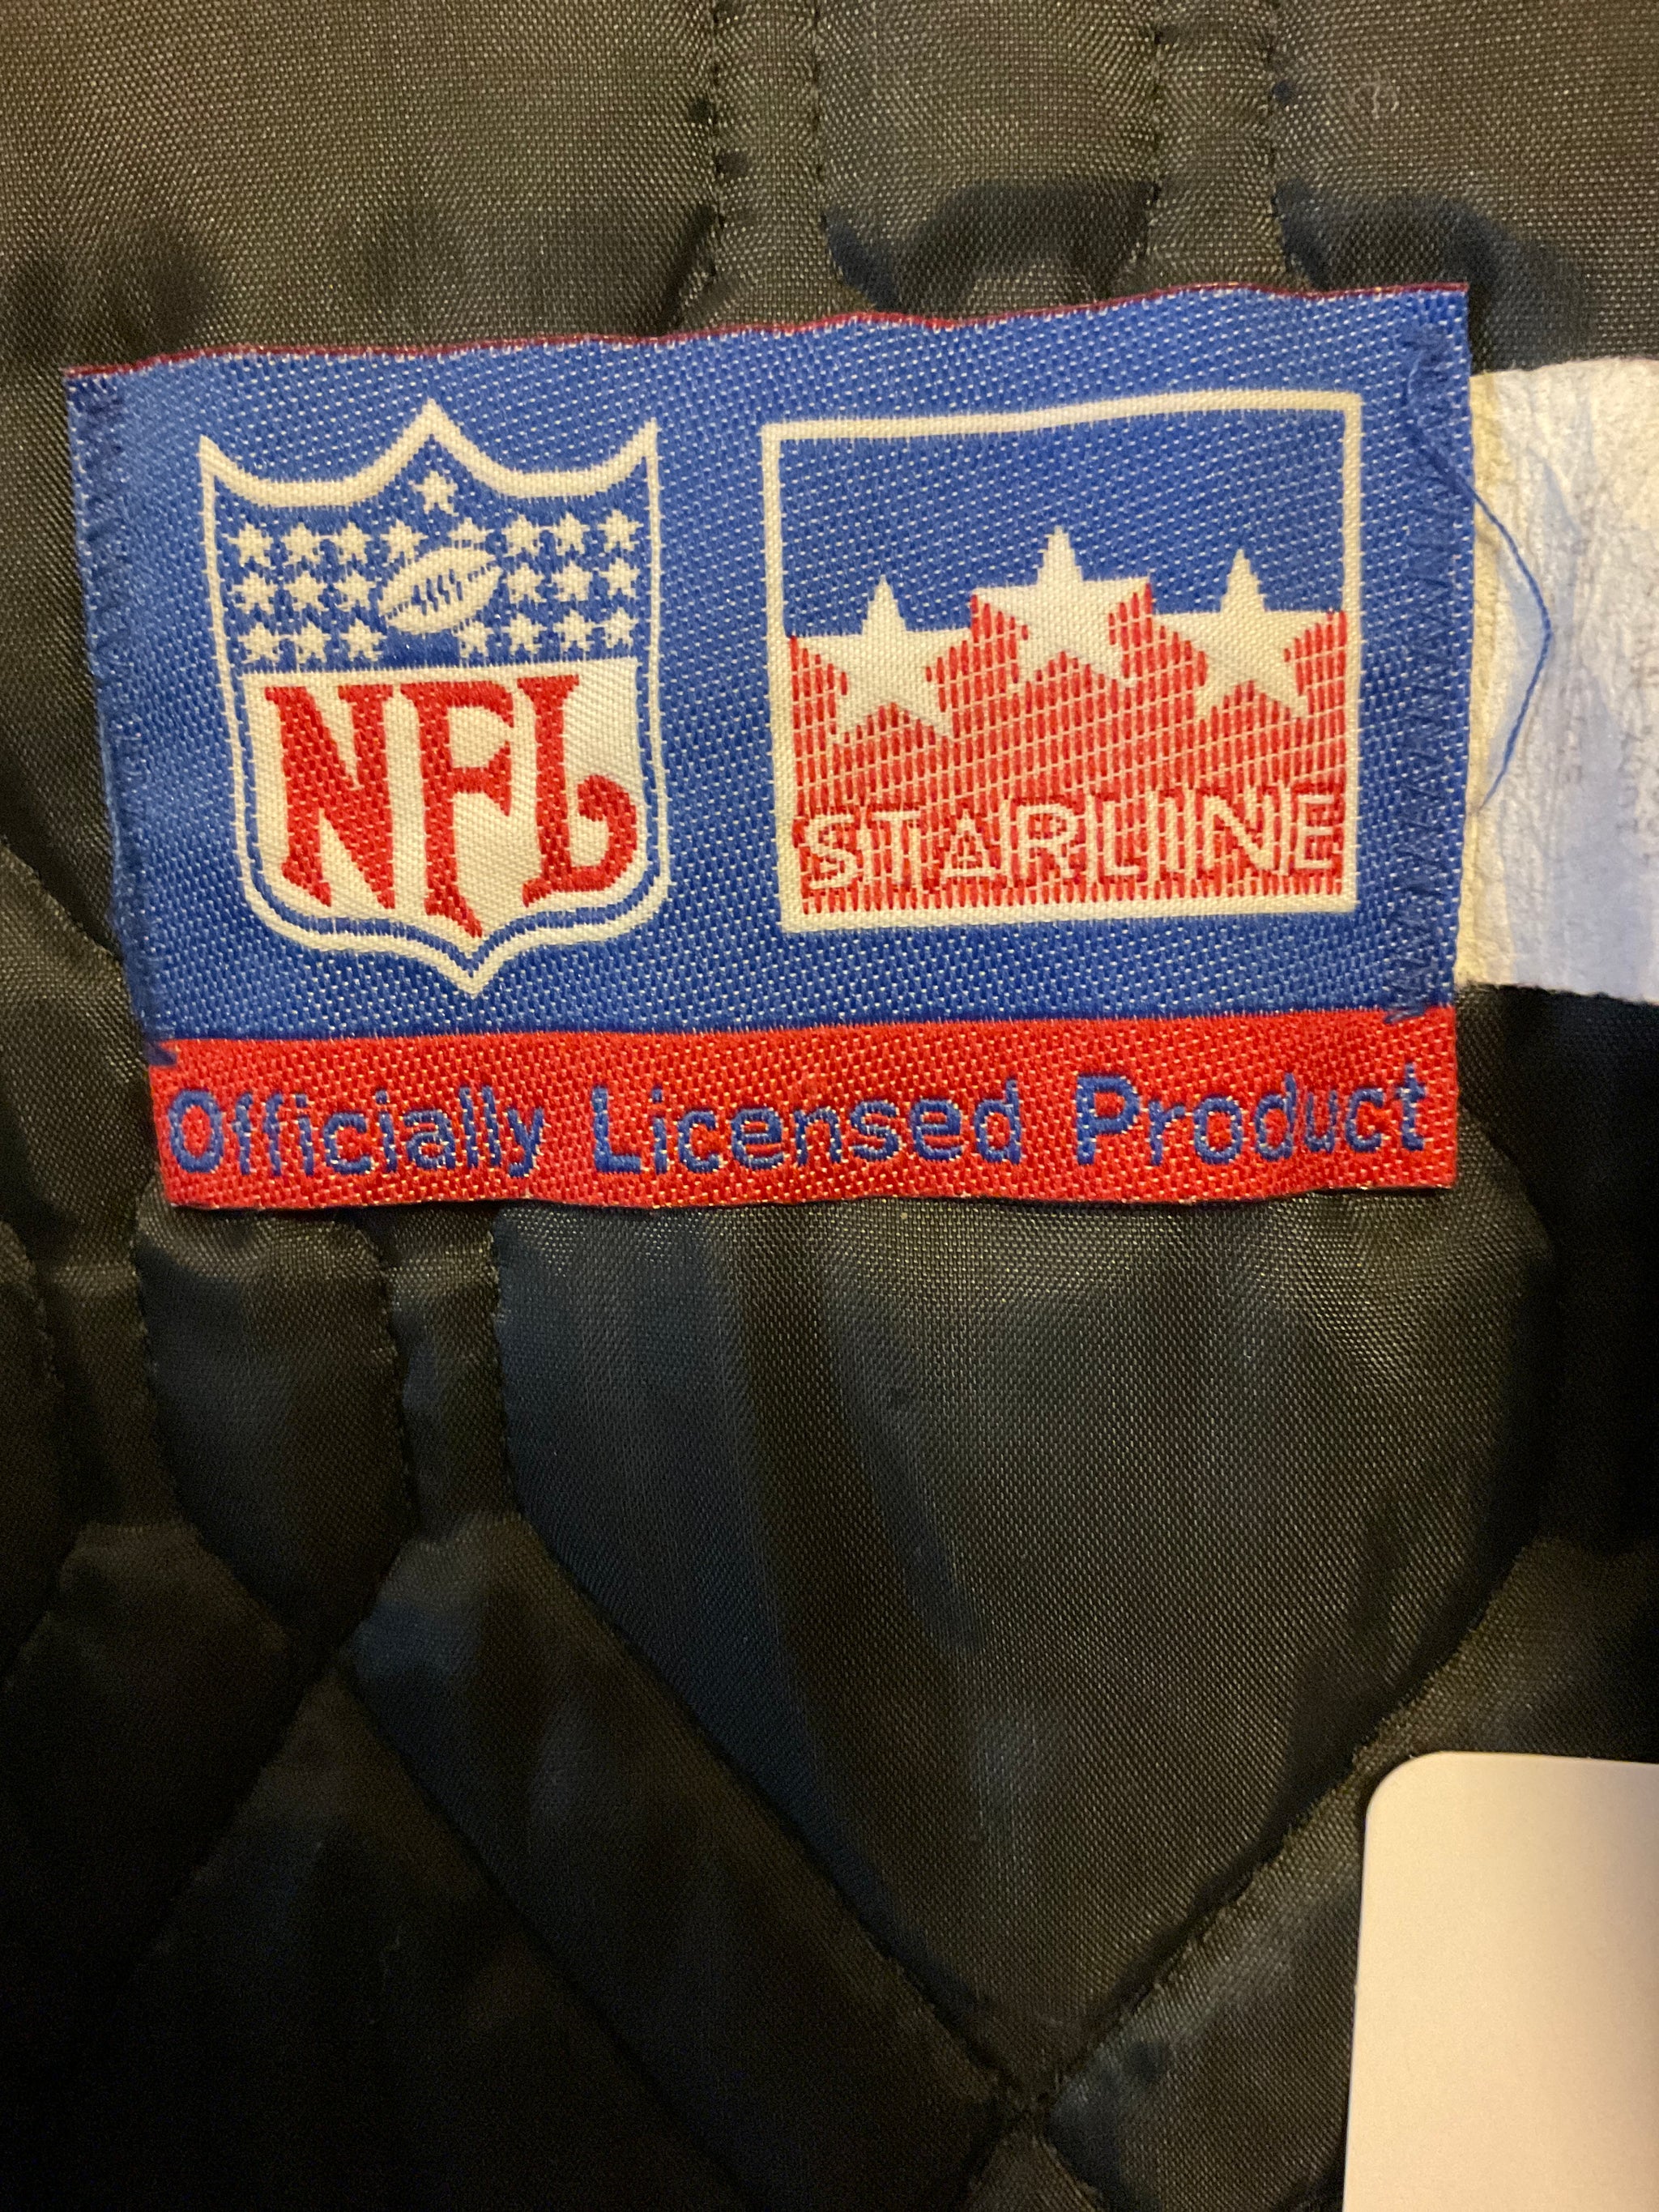 NFL
STARLINE
Officially Licensed Product